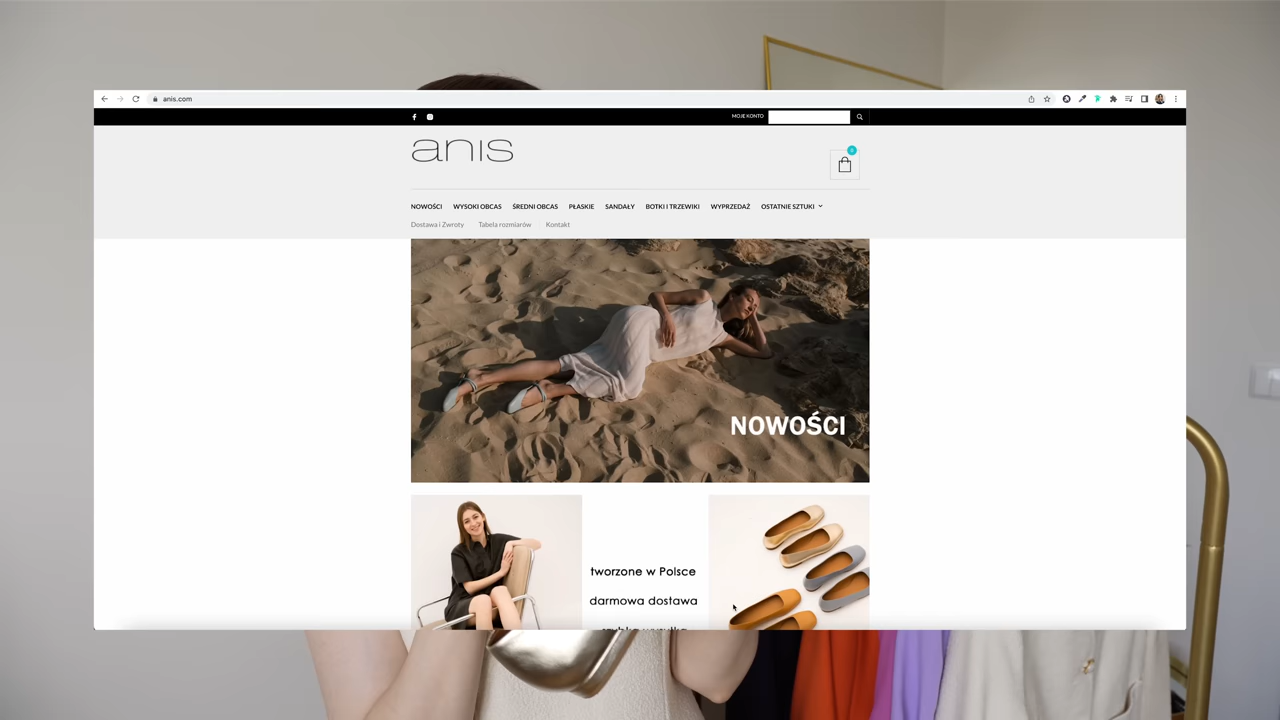 anis.com
MOJE KONTO
anis
0
NOWOŚCI WYSOKI OBCAS ŚREDNI OBCAS PŁASKIE SANDAŁY BOTKI I TRZEWIKI WYPRZEDAŻ OSTATNIE SZTUKI
Dostawa i Zwroty Tabela rozmiarów Kontakt
NOWOŚCI
tworzone w Polsce
darmowa dostawa